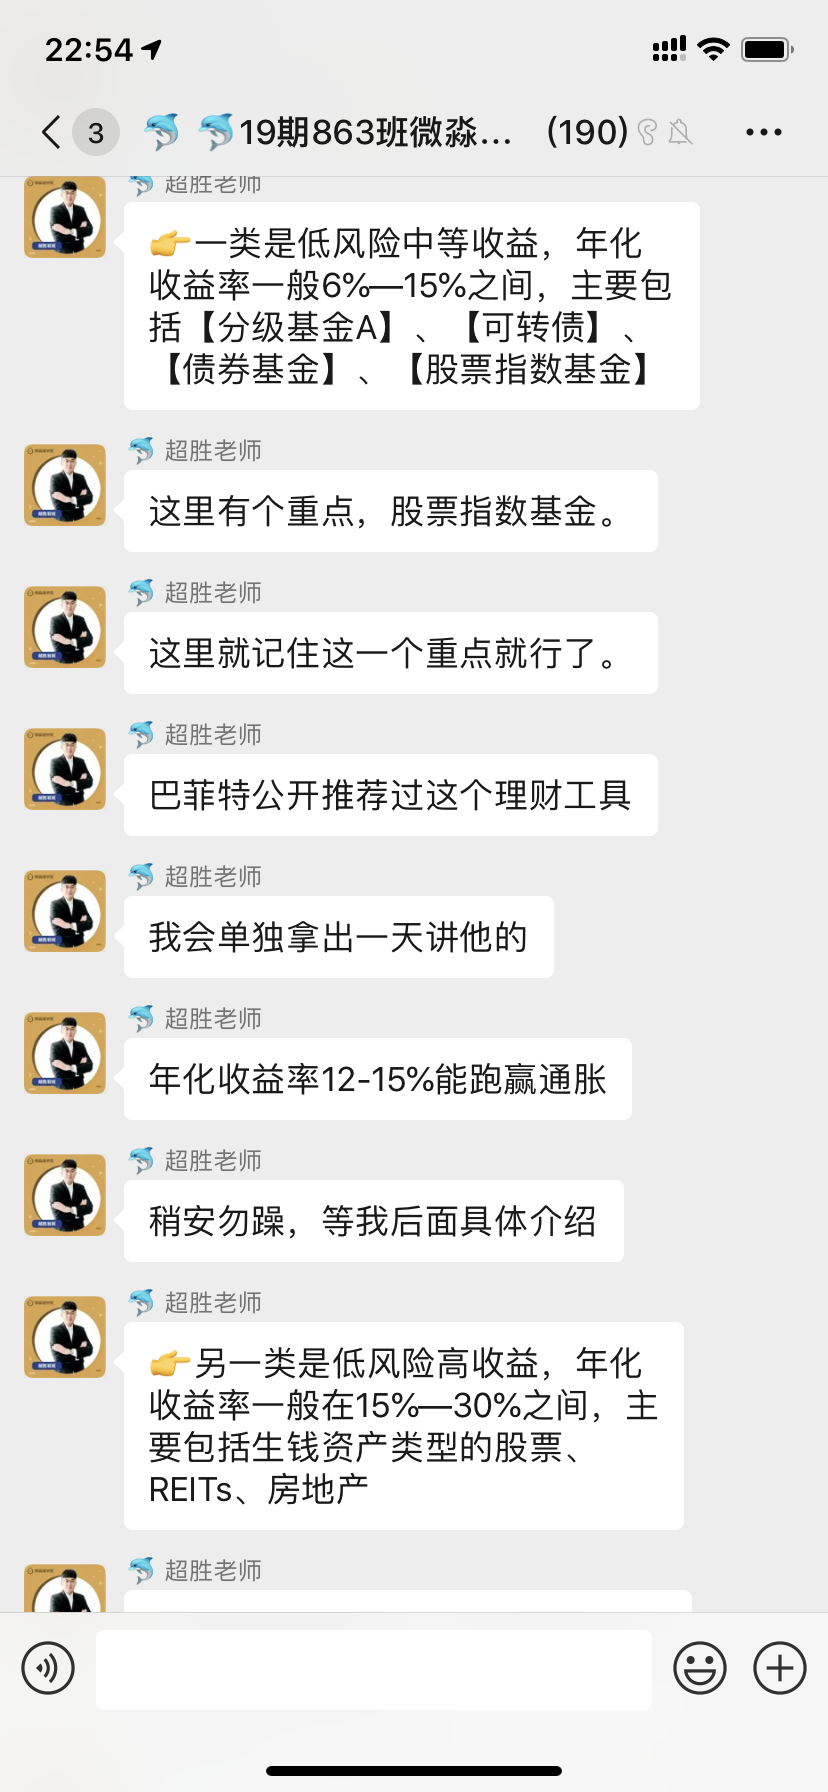 22:54
3
19期863班微淼... (190)
超胜老师
👉一类是低风险中等收益，年化
收益率一般6%—15%之间，主要包
括【分级基金A】、【可转债】、
【债券基金】、【股票指数基金】
超胜老师
这里有个重点，股票指数基金。
超胜老师
这里就记住这一个重点就行了。
超胜老师
巴菲特公开推荐过这个理财工具
超胜老师
我会单独拿出一天讲他的
超胜老师
年化收益率12-15%能跑赢通胀
超胜老师
稍安勿躁，等我后面具体介绍
超胜老师
👉另一类是低风险高收益，年化
收益率一般在15%—30%之间，主
要包括生钱资产类型的股票、
REITs、房地产
超胜老师